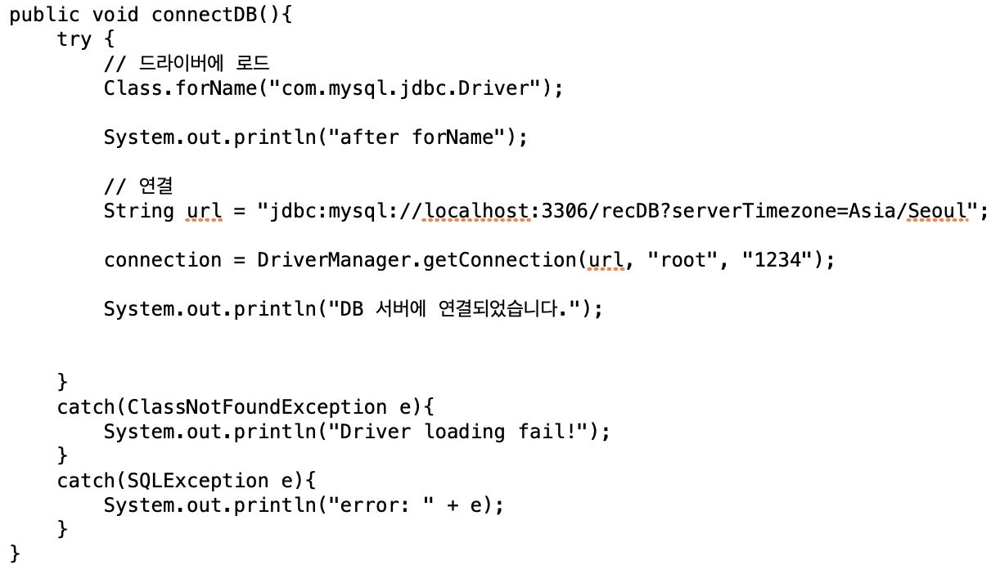 public void connectDB(){
    try {
        // 드라이버에 로드
        Class.forName("com.mysql.jdbc.Driver");

        System.out.println("after forName");

        // 연결
        String url = "jdbc:mysql://localhost:3306/recDB?serverTimezone=Asia/Seoul";

        connection = DriverManager.getConnection(url, "root", "1234");

        System.out.println("DB 서버에 연결되었습니다.");


    }
    catch(ClassNotFoundException e){
        System.out.println("Driver loading fail!");
    }
    catch(SQLException e){
        System.out.println("error: " + e);
    }
}